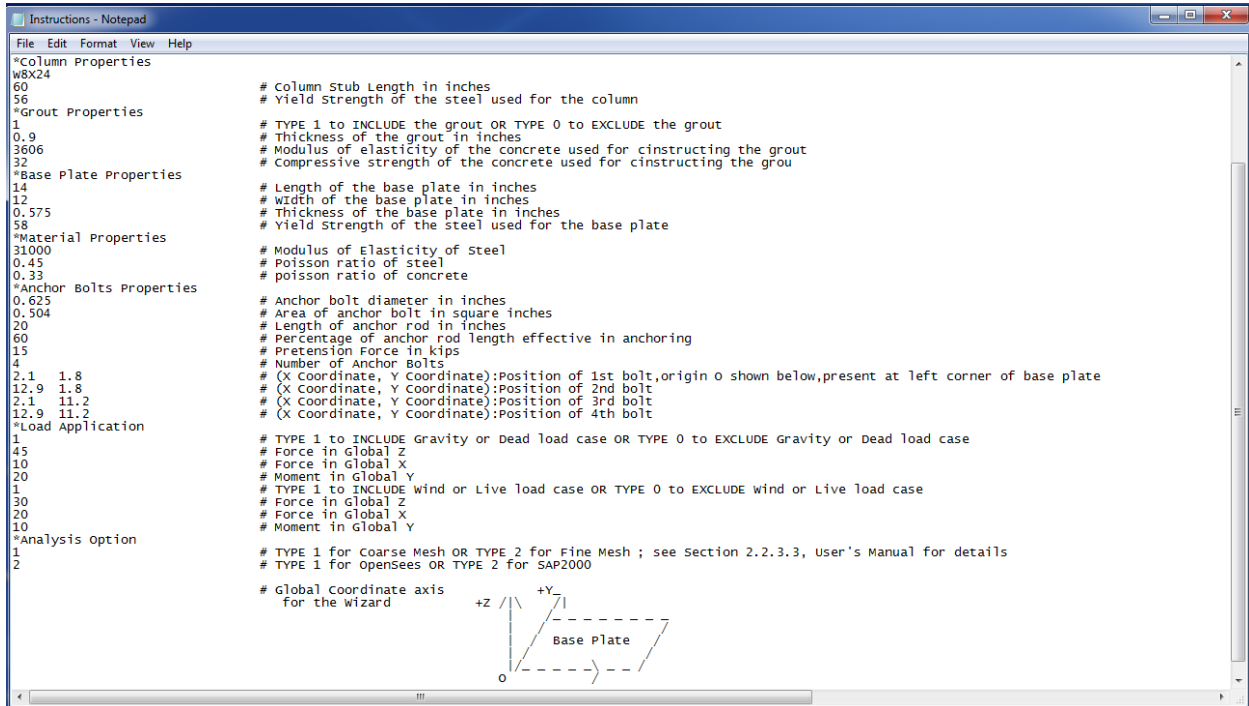 Instructions - Notepad
File Edit Format View Help
*Column Properties
W8X24
60 # Column Stub Length in inches
56 # Yield Strength of the steel used for the column
*Grout Properties
1 # TYPE 1 to INCLUDE the grout OR TYPE 0 to EXCLUDE the grout
0.9 # Thickness of the grout in inches
3606 # Modulus of elasticity of the concrete used for cinstructing the grout
32 # Compressive strength of the concrete used for cinstructing the grou
*Base Plate Properties
14 # Length of the base plate in inches
12 # WIdth of the base plate in inches
0.575 # Thickness of the base plate in inches
58 # Yield Strength of the steel used for the base plate
*Material Properties
31000 # Modulus of Elasticity of Steel
0.45 # Poisson ratio of steel
0.33 # poisson ratio of concrete
*Anchor Bolts Properties
0.625 # Anchor bolt diameter in inches
0.504 # Area of anchor bolt in square inches
20 # Length of anchor rod in inches
60 # Percentage of anchor rod length effective in anchoring
15 # Pretension Force in kips
4 # Number of Anchor Bolts
2.1 1.8 # (X Coordinate, Y Coordinate):Position of 1st bolt,origin O shown below,present at left corner of base plate
12.9 1.8 # (X Coordinate, Y Coordinate):Position of 2nd bolt
2.1 11.2 # (X Coordinate, Y Coordinate):Position of 3rd bolt
12.9 11.2 # (X Coordinate, Y Coordinate):Position of 4th bolt
*Load Application
1 # TYPE 1 to INCLUDE Gravity or Dead load case OR TYPE 0 to EXCLUDE Gravity or Dead load case
45 # Force in Global Z
10 # Force in Global X
20 # Moment in Global Y
1 # TYPE 1 to INCLUDE Wind or Live load case OR TYPE 0 to EXCLUDE Wind or Live load case
30 # Force in Global Z
20 # Force in Global X
10 # Moment in Global Y
*Analysis Option
1 # TYPE 1 for Coarse Mesh OR TYPE 2 for Fine Mesh ; see Section 2.2.3.3, User's Manual for details
2 # TYPE 1 for OpenSees OR TYPE 2 for SAP2000
# Global Coordinate axis +Y_
for the Wizard +Z /|\ /|
| /_ _ _ _ _ _ _ _
| / /
| / Base Plate /
| / /
|/_ _ _ _ _\ _ _ /
O /